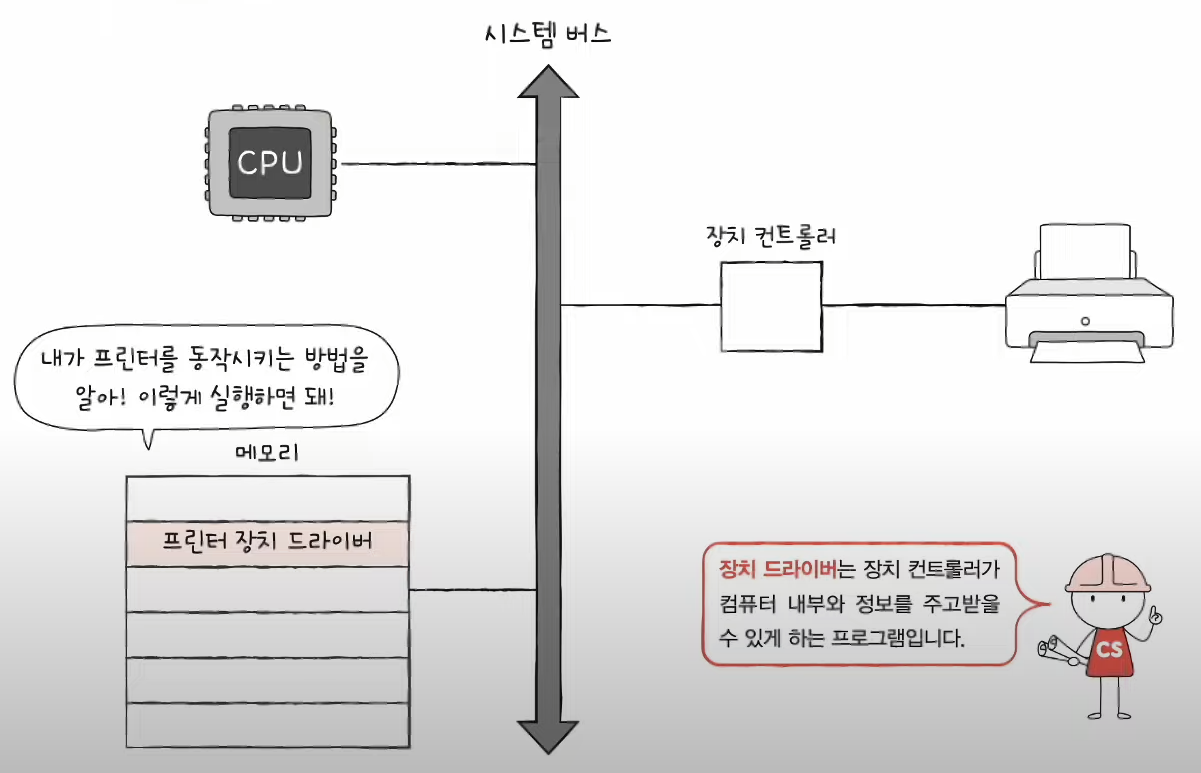 시스템 버스
CPU
장치 컨트롤러
내가 프린터를 동작시키는 방법을
알아! 이렇게 실행하면 돼!
메모리
프린터 장치 드라이버
장치 드라이버는 장치 컨트롤러가
컴퓨터 내부와 정보를 주고받을
수 있게 하는 프로그램입니다.
CS